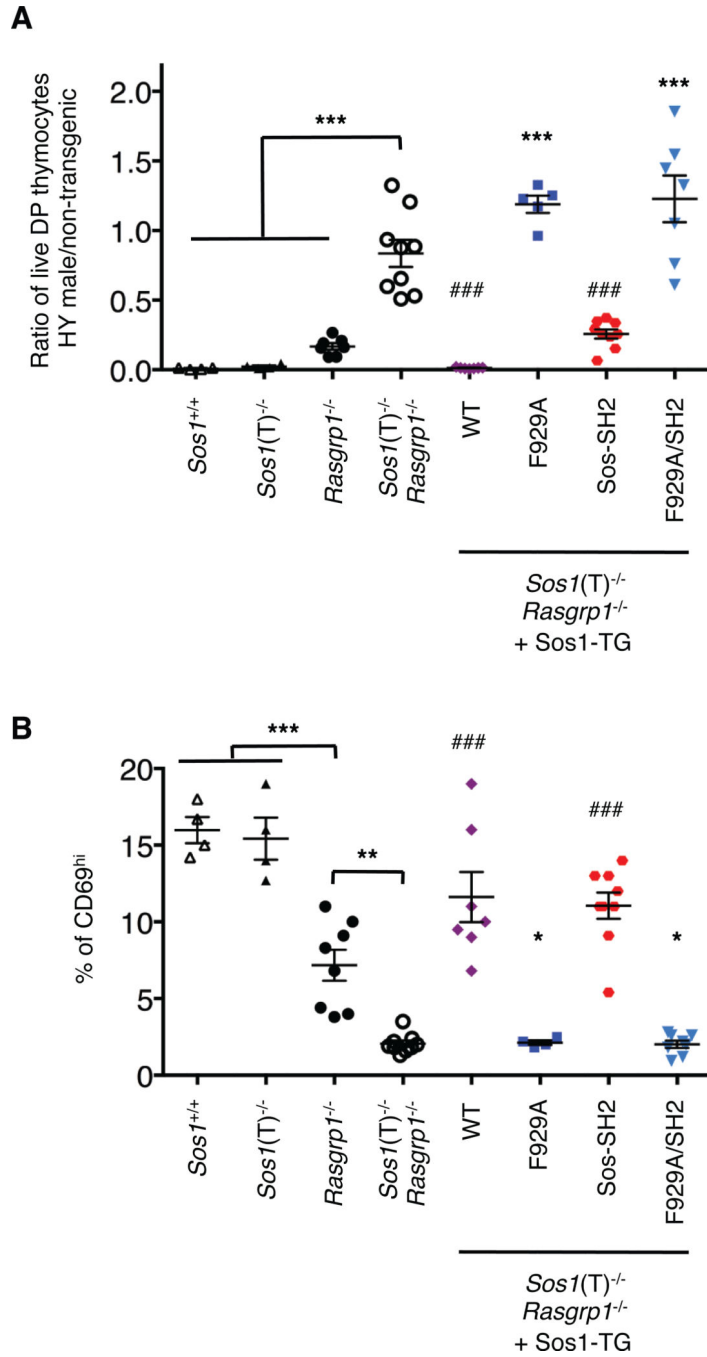 A
Ratio of live DP thymocytes
HY male/non-transgenic
2.0
1.5
1.0
0.5
0.0
***
###
***
###
***
Sos1+/+
Sos1(T)-/-
Rasgrp1-/-
Sos1(T)-/-
Rasgrp1-/-
WT
F929A
Sos-SH2
F929A/SH2
Sos1(T)-/-
Rasgrp1-/-
+ Sos1-TG
B
% of CD69hi
20
15
10
5
0
***
**
###
*
###
*
Sos1+/+
Sos1(T)-/-
Rasgrp1-/-
Sos1(T)-/-
Rasgrp1-/-
WT
F929A
Sos-SH2
F929A/SH2
Sos1(T)-/-
Rasgrp1-/-
+ Sos1-TG